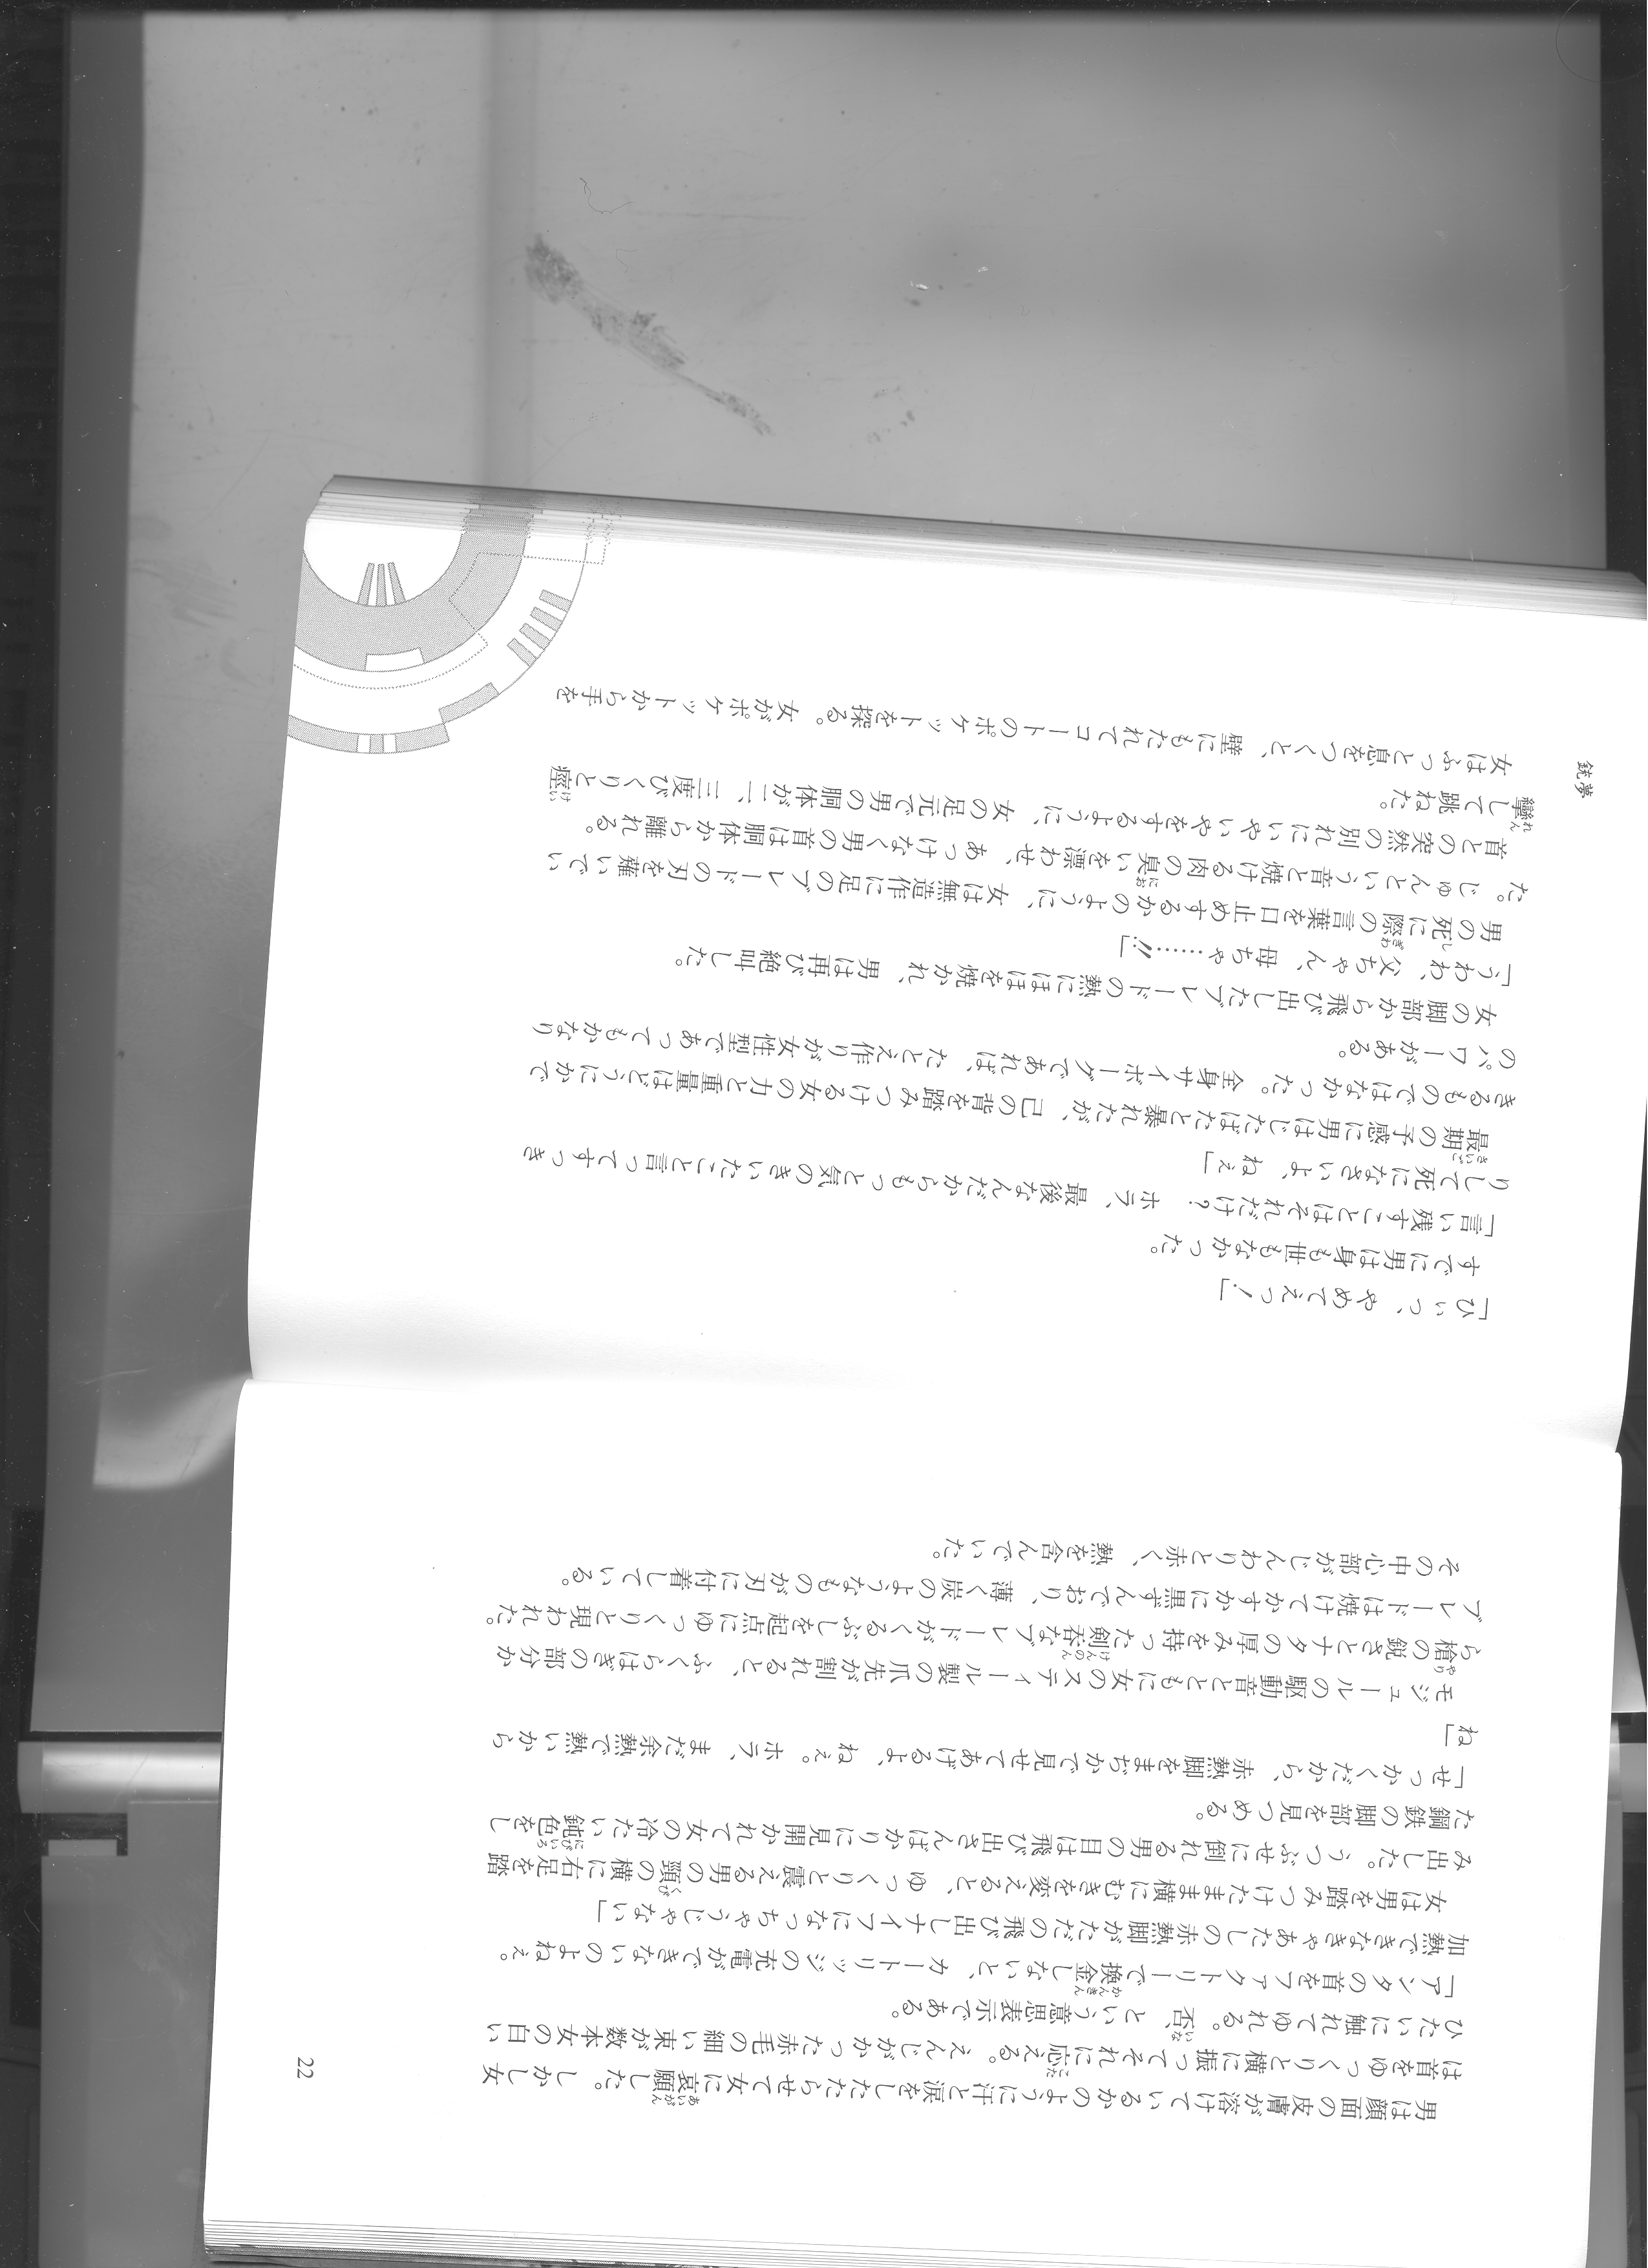 男は顔面の皮膚が溶けているかのように汗と涙をしたたらせて女に哀願した。しかし女
は首をゆっくりと横に振ってそれに応える。えんじがかった赤毛の細い束が数本女の白い
ひたいに触れてゆれる。否、という意思表示である。
「アンタの首をファクトリーで換金しないと、カートリッジの充電ができないのよねぇ。
加熱できなきゃあたしの赤熱脚がただの飛び出しナイフになっちゃうじゃない」
女は男を踏みつけたまま横にむきを変えると、ゆっくりと震える男の頸の横に右足を踏
み出した。うつぶせに倒れる男の目は飛び出さんばかりに見開かれて女の冷たい鈍色をし
た鋼鉄の脚部を見つめる。
「せっかくだから、赤熱脚をまぢかで見せてあげるよ、ねぇ。ホラ、まだ余熱で熱いから
ね」
モジュールの駆動音とともに女のスティール製の爪先が割れると、ふくらはぎの部分か
ら槍の鋭さとナタの厚みを持った剣呑なブレードがくるぶしを起点にゆっくりと現われた。
ブレードは焼けてかすかに黒ずんでおり、薄く炭のようなものが刃に付着している。
その中心部がじんわりと赤く、熱を含んでいた。
22
「ひぃっ、やめてえっ！」
すでに男は身も世もなかった。
「言い残すことはそれだけ？　ホラ、最後なんだからもっと気のきいたこと言ってすっき
りして死になさいよ、ねぇ」
最期の予感に男はじたばたと暴れたが、己の背を踏みつける女の力と重量はどうにかで
きるものではなかった。全身サイボーグであれば、たとえ作りが女性型であってもかなり
のパワーがある。
女の脚部から飛び出したブレードの熱にほほを焼かれ、男は再び絶叫した。
「うわ、父ちゃん、母ちゃ……!!」
男の死に際の言葉を口止めするかのように、女は無造作に足のブレードの刃を薙いでい
た。じゅんという音と焼ける肉の臭いを漂わせ、あっけなく男の首は胴体から離れる。
首との突然の別れにいやいやをするように、女の足元で男の胴体が二、三度びくりと痙
攣して跳ねた。
女はふっと息をつくと、壁にもたれてコートのポケットを探る。女がポケットから手を
銃夢